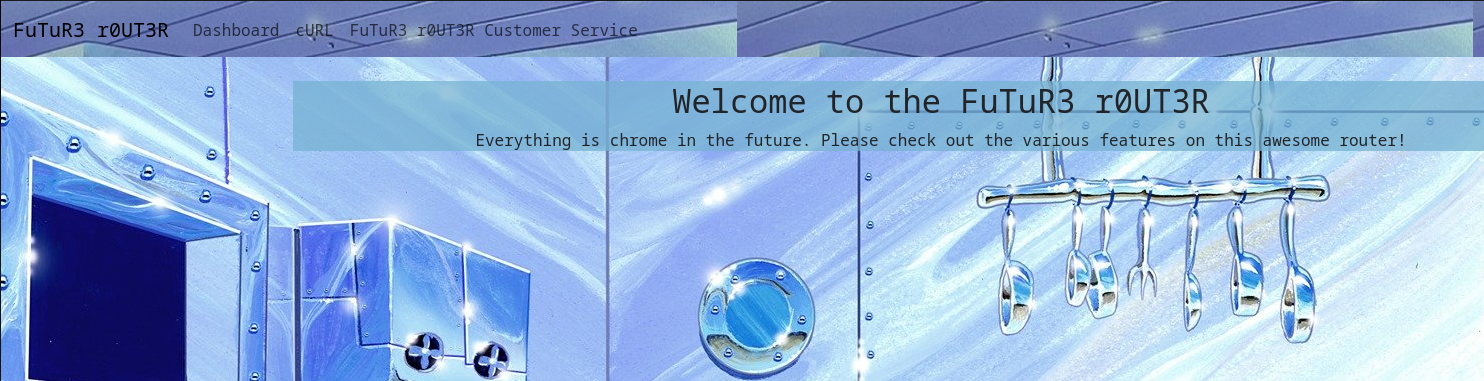 FuTuR3 r0UT3R Dashboard cURL FuTuR3 r0UT3R Customer Service
Welcome to the FuTuR3 r0UT3R
Everything is chrome in the future. Please check out the various features on this awesome router!